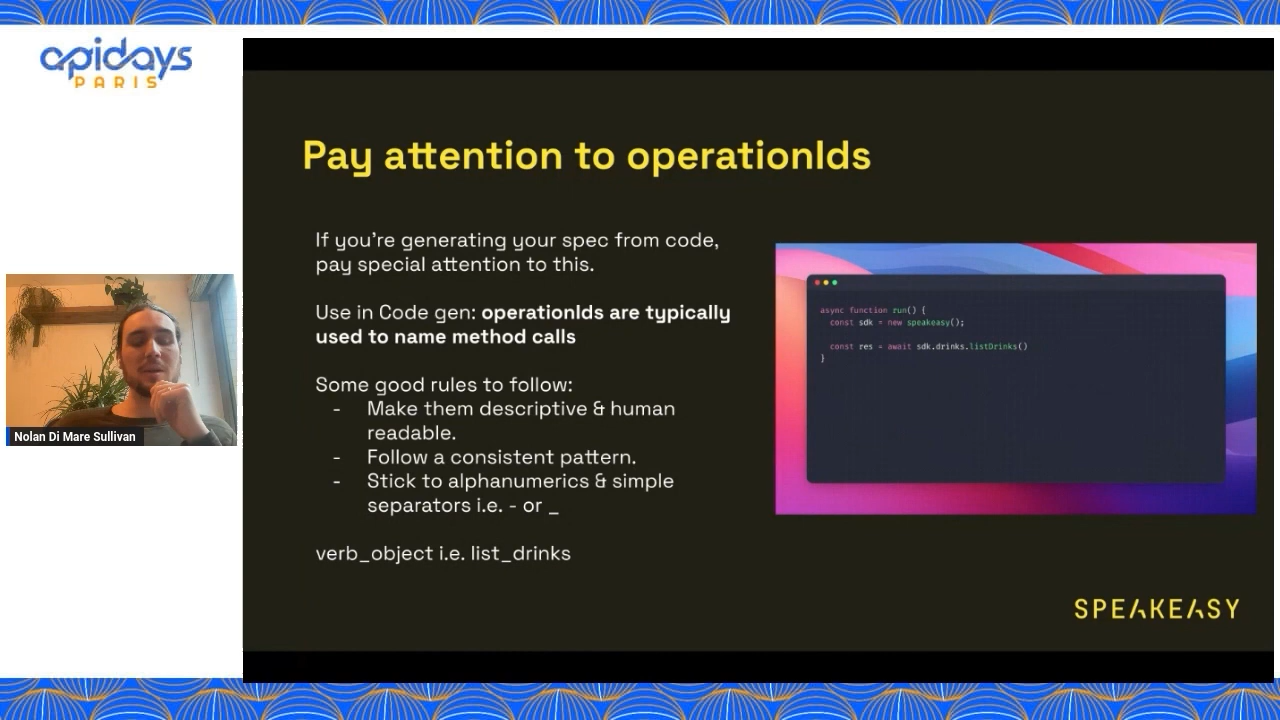 apidays
PARIS
Pay attention to operationIds
If you're generating your spec from code,
pay special attention to this.
Use in Code gen: operationIds are typically
used to name method calls
Some good rules to follow:
- Make them descriptive & human
readable.
- Follow a consistent pattern.
- Stick to alphanumerics & simple
separators i.e. - or _
verb_object i.e. list_drinks
async function run() {
const sdk = new speakeasy();
const res = await sdk.drinks.listDrinks()
}
Nolan Di Mare Sullivan
SPEAKEASY